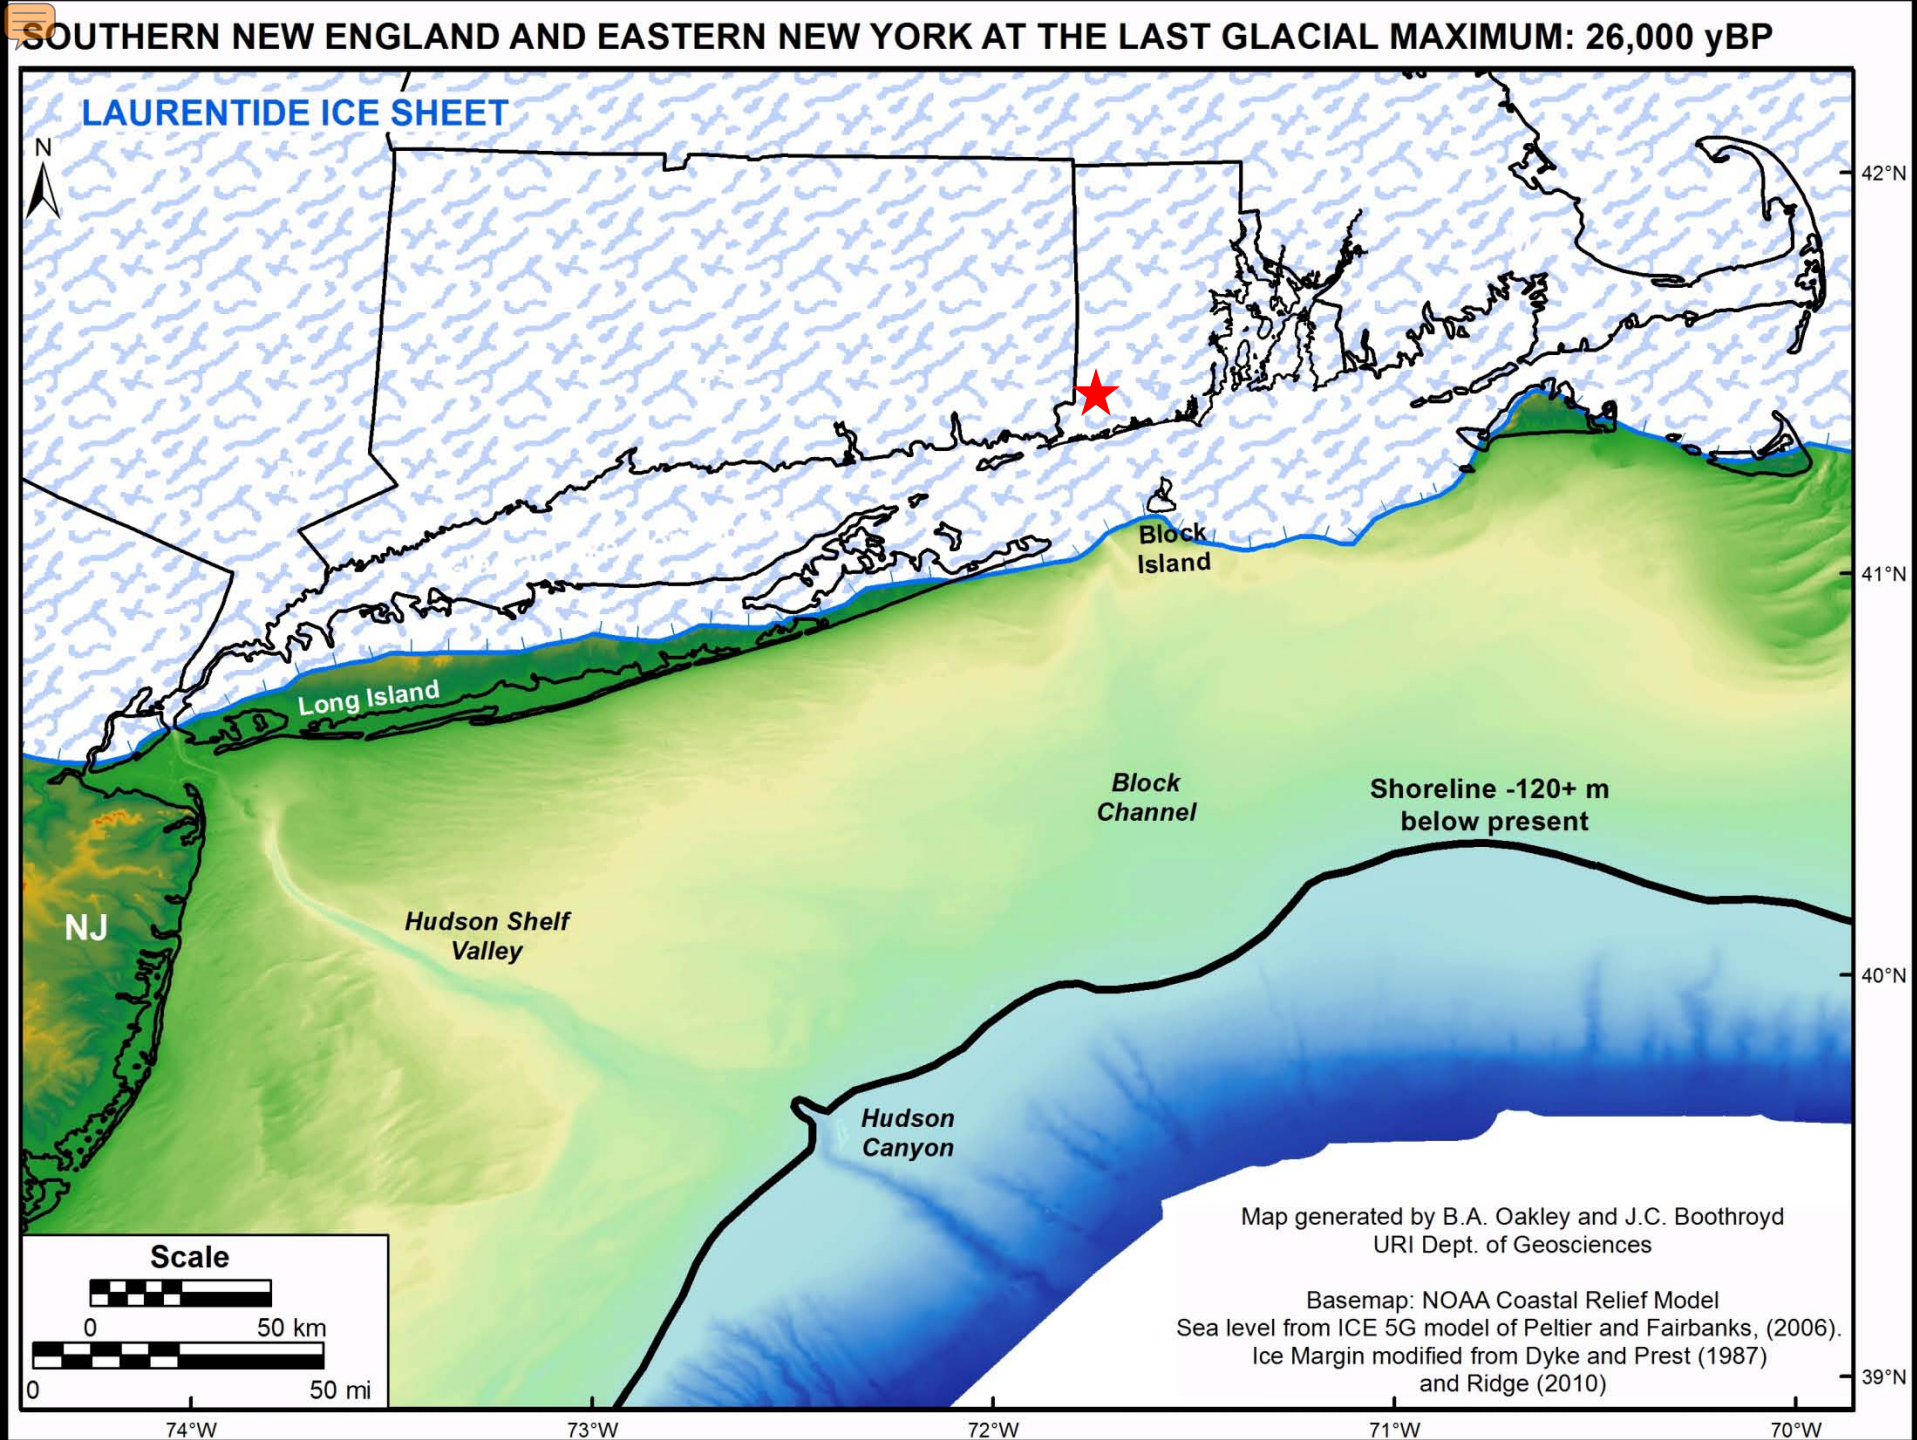 SOUTHERN NEW ENGLAND AND EASTERN NEW YORK AT THE LAST GLACIAL MAXIMUM: 26,000 yBP
LAURENTIDE ICE SHEET
N
42°N
Block
Island
41°N
Long Island
Block
Channel
Shoreline -120+ m
below present
Hudson Shelf
Valley
NJ
40°N
Hudson
Canyon
Map generated by B.A. Oakley and J.C. Boothroyd
URI Dept. of Geosciences
Basemap: NOAA Coastal Relief Model
Sea level from ICE 5G model of Peltier and Fairbanks, (2006).
Ice Margin modified from Dyke and Prest (1987)
and Ridge (2010)
Scale
0 50 km
0 50 mi
39°N
74°W 73°W 72°W 71°W 70°W